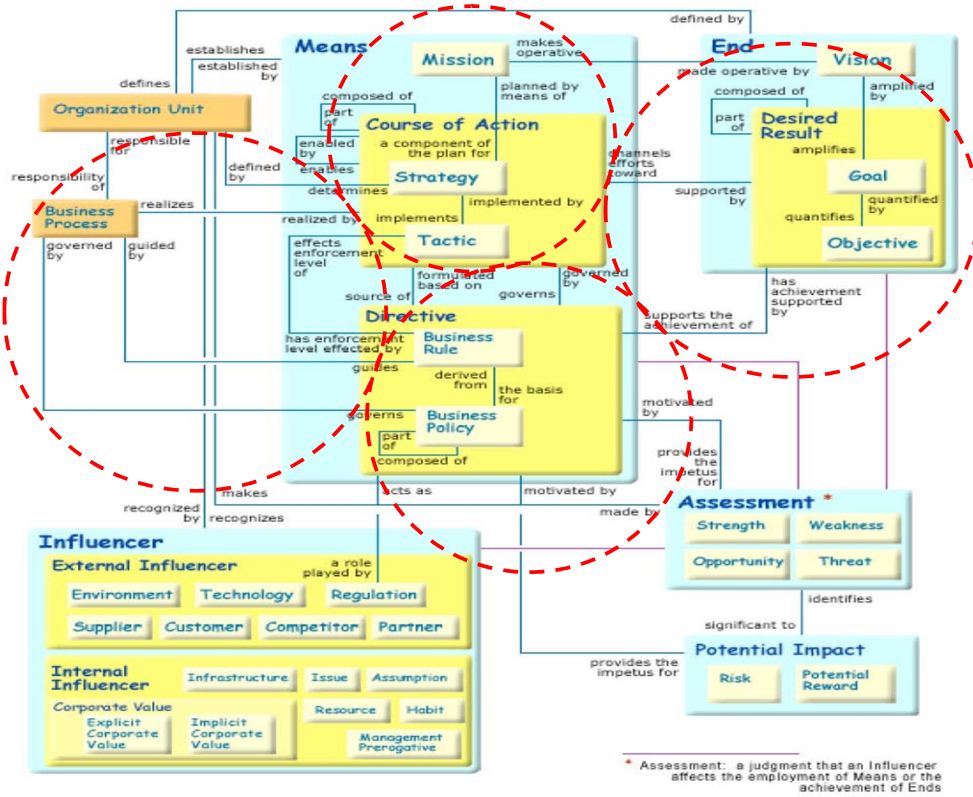 defined by
establishes
established
by
defines
Organization Unit
responsible
for
responsibility
of
defined
by
determines
Business
Process
realizes
realized by
governed
by
guided
by
Means
Mission
makes
operative
made operative by
planned by
means of
composed of
part
of
enabled
by
enables
Course of Action
a component
of the plan for
Strategy
implemented by
implements
Tactic
effects
enforcement
level
of
formulated
based on
source of
governed
by
governs
channels
efforts
toward
supported
by
End
Vision
amplified
by
composed of
part
of
Desired
Result
amplifies
Goal
quantified
by
quantifies
Objective
has
achievement
supported
by
supports the
achievement of
Directive
has enforcement
level effected by
Business
Rule
guides
derived
from
the basis
for
governs
Business
Policy
part
of
composed of
motivated
by
provides
the
impetus
for
acts as
motivated by
makes
made by
recognized
by
recognizes
Assessment *
Strength
Weakness
Opportunity
Threat
identifies
significant to
Potential Impact
Risk
Potential
Reward
provides the
impetus for
Influencer
External Influencer
a role
played by
Environment
Technology
Regulation
Supplier
Customer
Competitor
Partner
Internal
Influencer
Infrastructure
Issue
Assumption
Corporate Value
Explicit
Corporate
Value
Implicit
Corporate
Value
Resource
Habit
Management
Prerogative
* Assessment: a judgment that an Influencer
affects the employment of Means or the
achievement of Ends